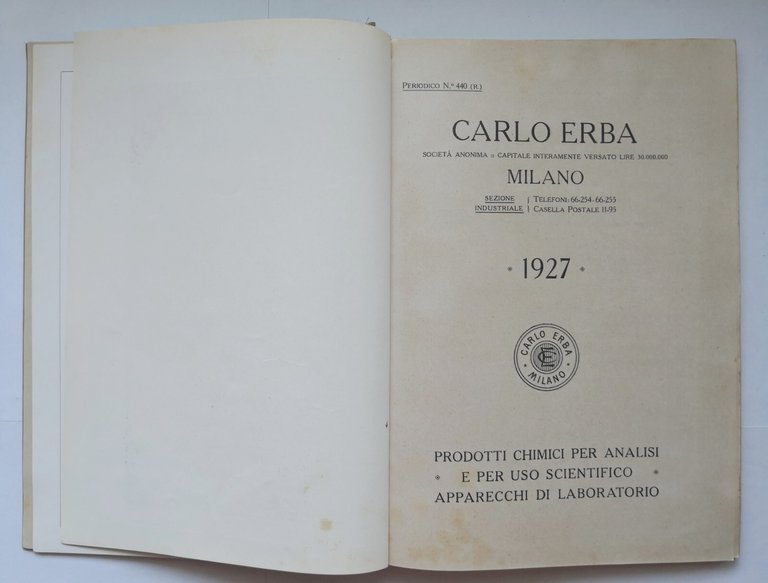 PERIODICO N.° 440 (R.)
CARLO ERBA
SOCIETÀ ANONIMA :: CAPITALE INTERAMENTE VERSATO LIRE 30.000.000
MILANO
SEZIONE INDUSTRIALE
TELEFONI: 66-254 - 66-255
CASELLA POSTALE 11-95
1927
CARLO ERBA
CE
MILANO
PRODOTTI CHIMICI PER ANALISI
E PER USO SCIENTIFICO
APPARECCHI DI LABORATORIO